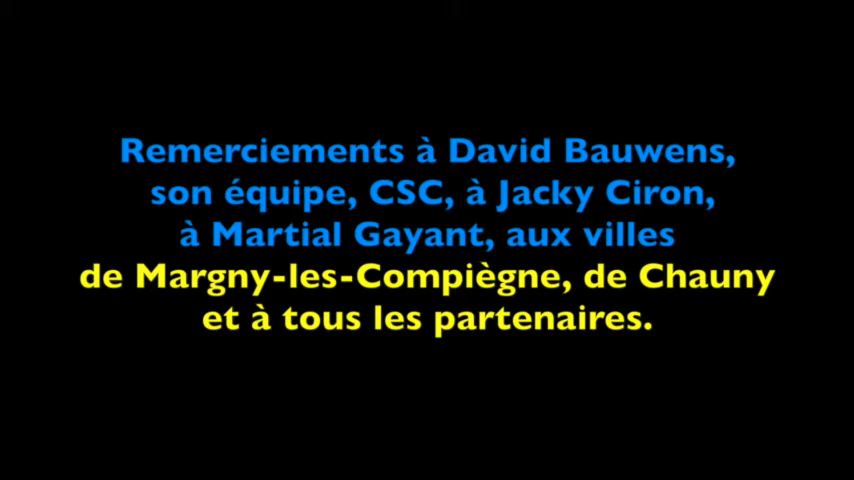 Remerciements à David Bauwens,
son équipe, CSC, à Jacky Ciron,
à Martial Gayant, aux villes
de Margny-les-Compiègne, de Chauny
et à tous les partenaires.